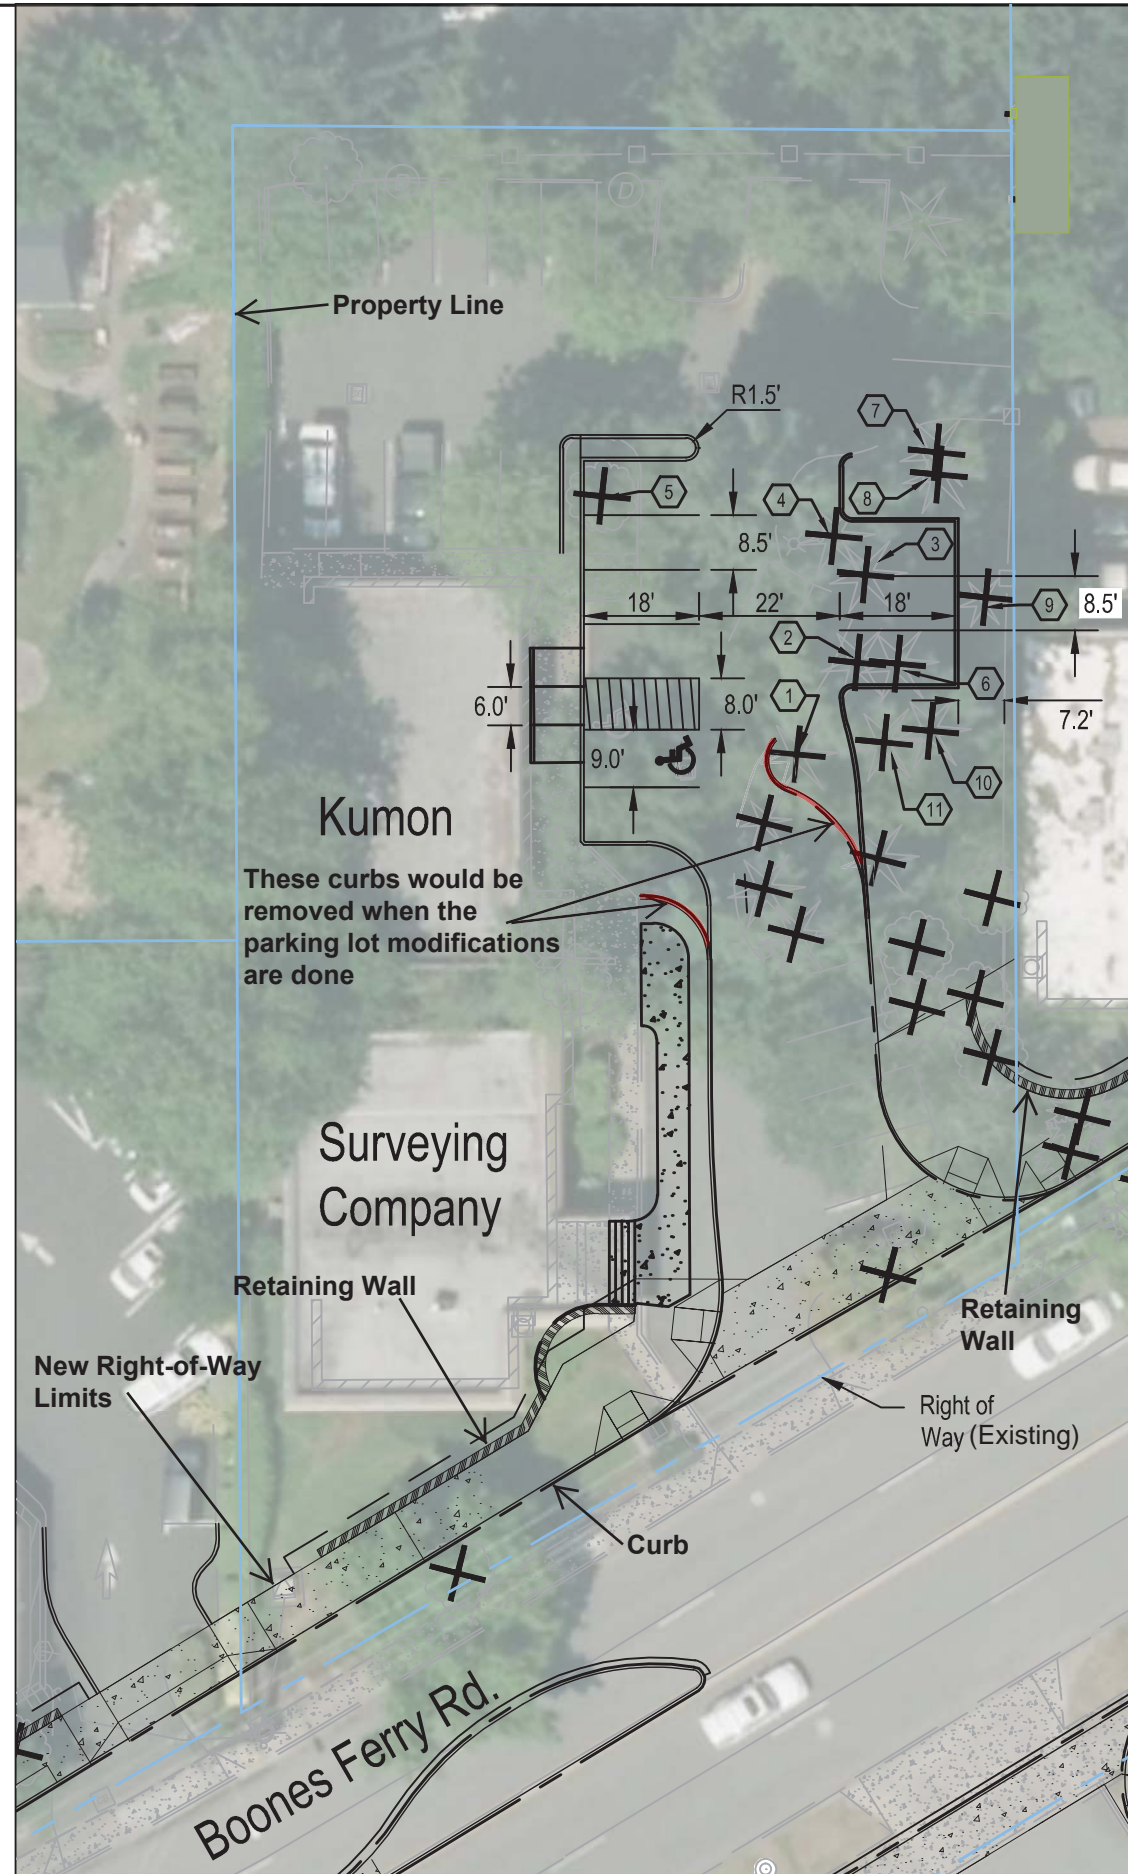 D
Property Line
R1.5'
7
5
4
8
8.5'
3
18'
22'
18'
9
8.5'
2
6
6.0'
1
8.0'
7.2'
9.0'
10
11
Kumon
These curbs would be
removed when the
parking lot modifications
are done
Surveying
Company
Retaining Wall
Retaining
Wall
New Right-of-Way
Limits
Right of
Way (Existing)
Curb
Boones Ferry Rd.